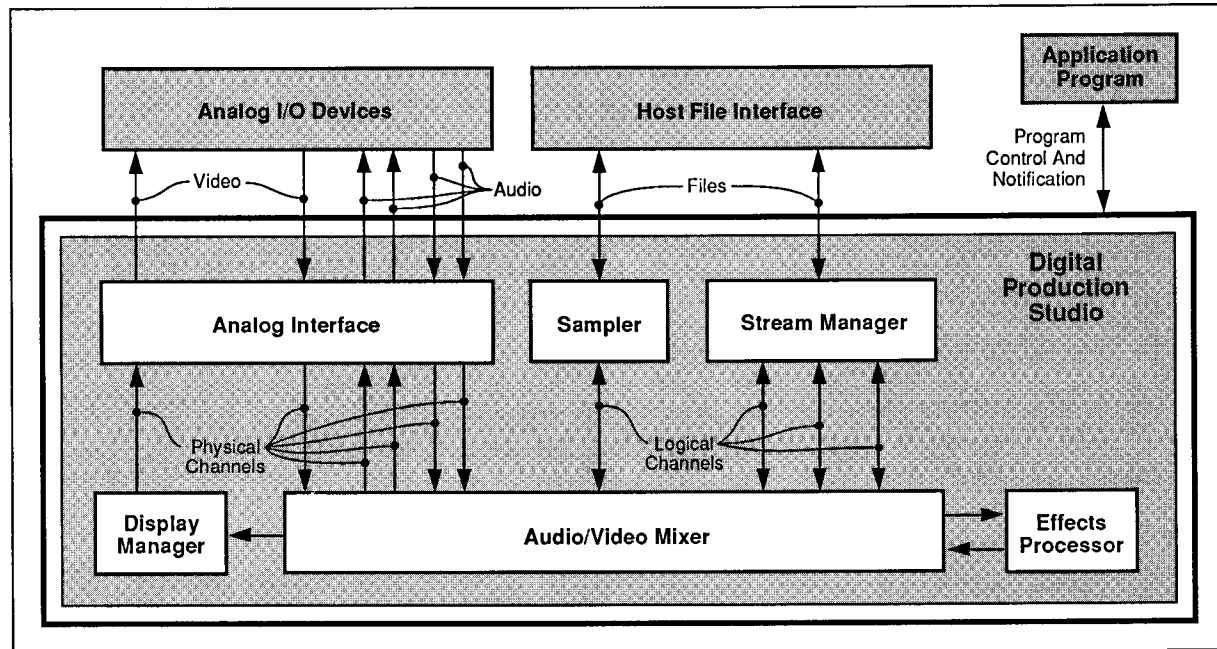 Application
Program
Analog I/O Devices
Host File Interface
Program
Control And
Notification
Video
Audio
Files
Digital
Production
Studio
Analog Interface
Sampler
Stream Manager
Physical
Channels
Logical
Channels
Display
Manager
Audio/Video Mixer
Effects
Processor